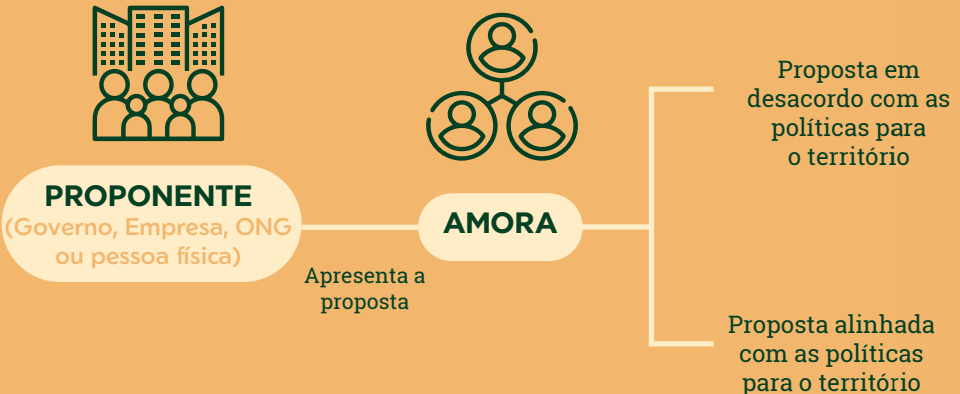 PROPONENTE
(Governo, Empresa, ONG
ou pessoa física)
Apresenta a
proposta
AMORA
Proposta em
desacordo com as
políticas para
o território
Proposta alinhada
com as políticas
para o território